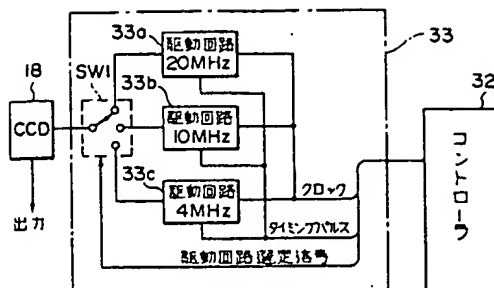 33a
駆動回路
20MHz
33
18
SW1
33b
駆動回路
10MHz
32
CCD
33c
駆動回路
4MHz
コントローラ
クロック
出力
タイミングパルス
駆動回路選定信号